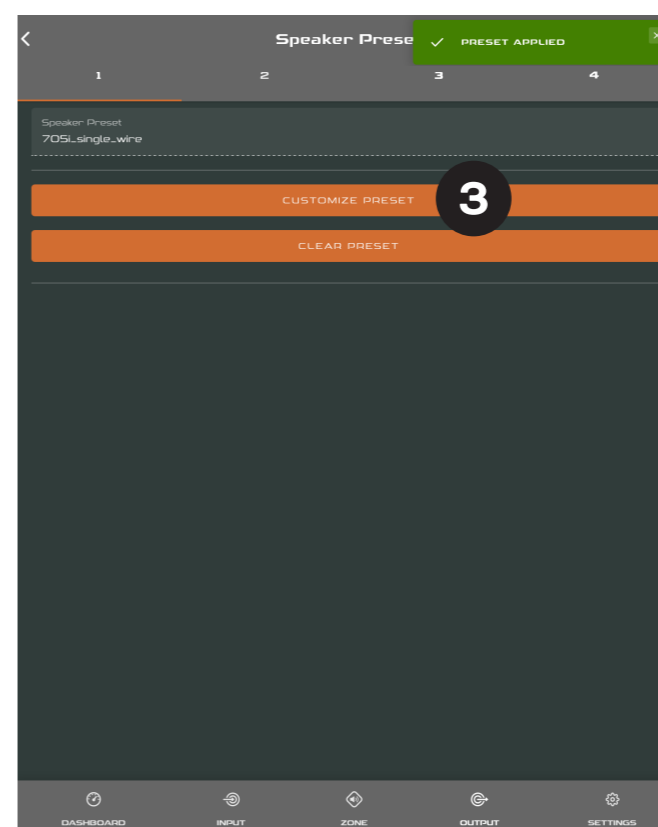 Speaker Prese
PRESET APPLIED
1 2 3 4
Speaker Preset
705i_single_wire
CUSTOMIZE PRESET
3
CLEAR PRESET
DASHBOARD INPUT ZONE OUTPUT SETTINGS